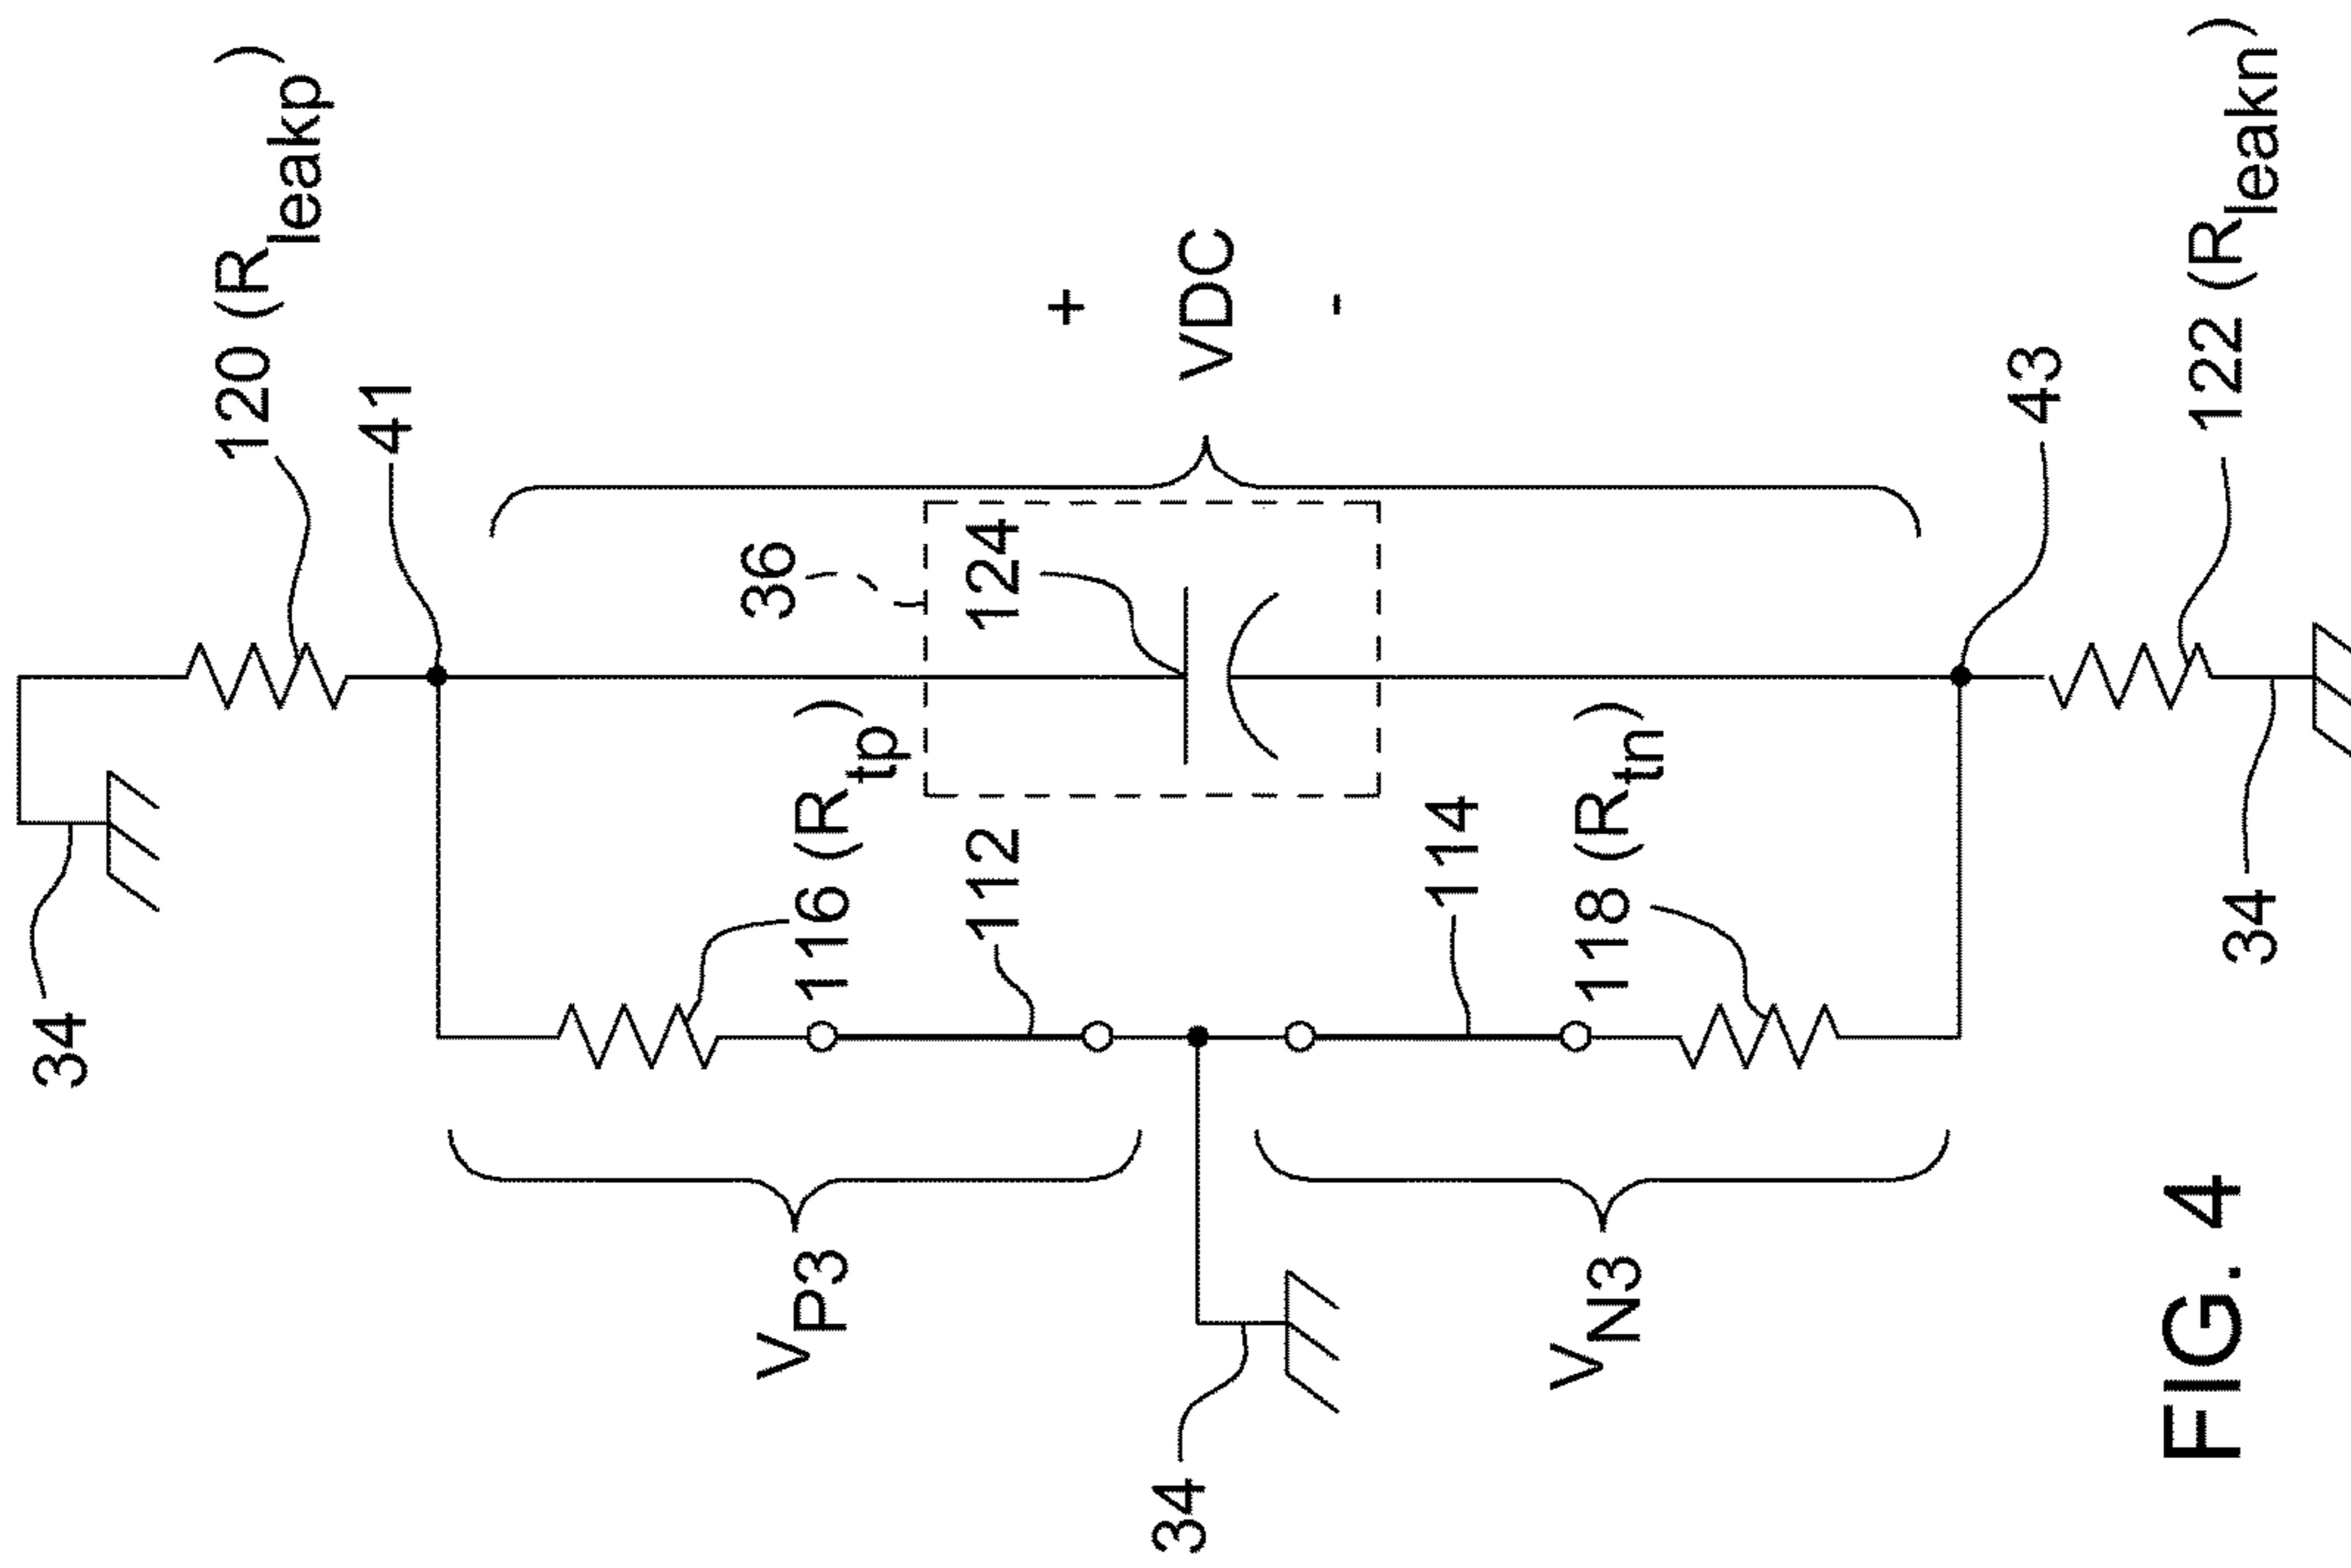 34
120 (Rleakp)
41
36
VP3
116 (Rtp)
112
124
+
34
VDC
-
114
VN3
118 (Rtn)
43
FIG. 4
34
122 (Rleakn)